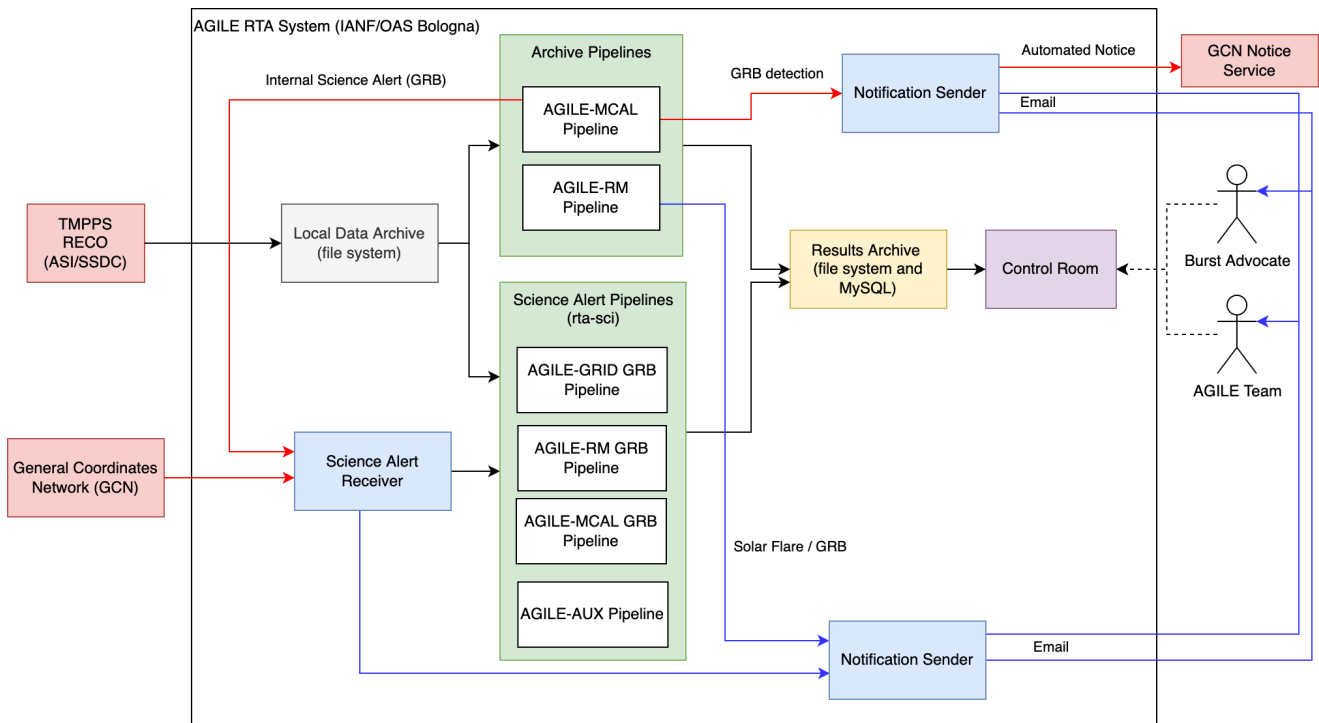 AGILE RTA System (IANF/OAS Bologna)
Archive Pipelines
Internal Science Alert (GRB)
AGILE-MCAL
Pipeline
AGILE-RM
Pipeline
GRB detection
Notification Sender
Automated Notice
Email
GCN Notice
Service
TMPPS
RECO
(ASI/SSDC)
Local Data Archive
(file system)
Results Archive
(file system and
MySQL)
Control Room
Burst Advocate
AGILE Team
Science Alert Pipelines
(rta-sci)
AGILE-GRID GRB
Pipeline
AGILE-RM GRB
Pipeline
AGILE-MCAL GRB
Pipeline
AGILE-AUX Pipeline
General Coordinates
Network (GCN)
Science Alert
Receiver
Solar Flare / GRB
Notification Sender
Email